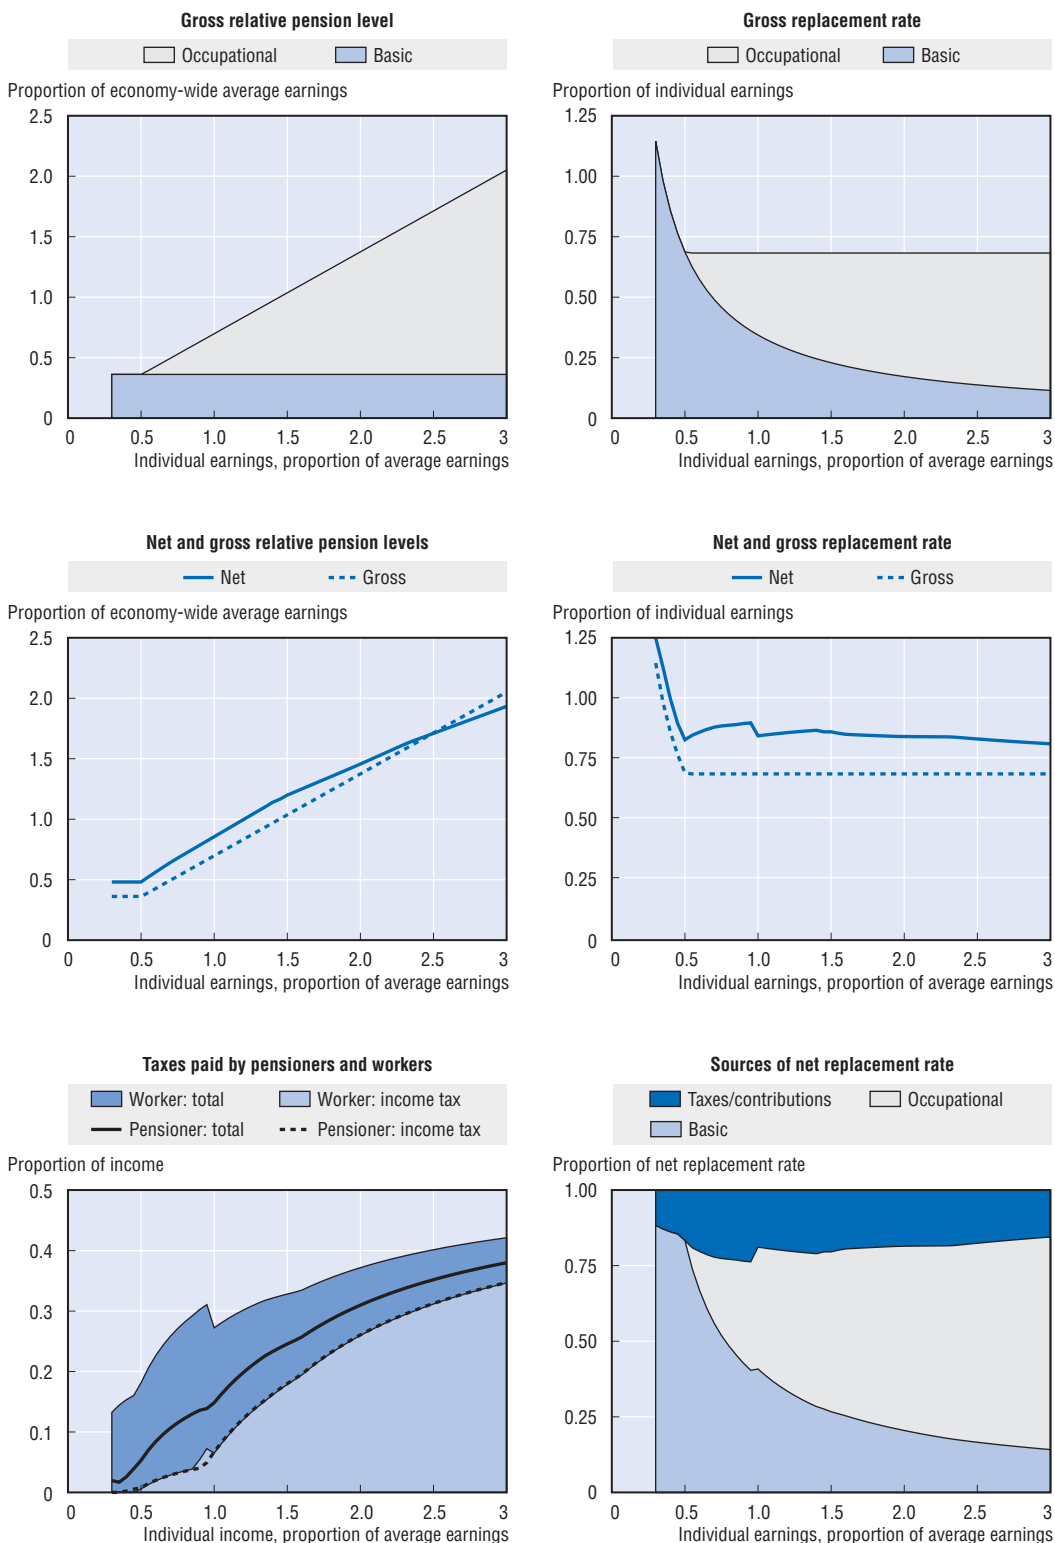 Gross relative pension level
Occupational Basic
Proportion of economy-wide average earnings
2.5
2.0
1.5
1.0
0.5
0
0 0.5 1.0 1.5 2.0 2.5 3
Individual earnings, proportion of average earnings
Gross replacement rate
Occupational Basic
Proportion of individual earnings
1.25
1.00
0.75
0.50
0.25
0
0 0.5 1.0 1.5 2.0 2.5 3
Individual earnings, proportion of average earnings
Net and gross relative pension levels
Net Gross
Proportion of economy-wide average earnings
2.5
2.0
1.5
1.0
0.5
0
0 0.5 1.0 1.5 2.0 2.5 3
Individual earnings, proportion of average earnings
Net and gross replacement rate
Net Gross
Proportion of individual earnings
1.25
1.00
0.75
0.50
0.25
0
0 0.5 1.0 1.5 2.0 2.5 3
Individual earnings, proportion of average earnings
Taxes paid by pensioners and workers
Worker: total Worker: income tax
Pensioner: total Pensioner: income tax
Proportion of income
0.5
0.4
0.3
0.2
0.1
0
0 0.5 1.0 1.5 2.0 2.5 3
Individual income, proportion of average earnings
Sources of net replacement rate
Taxes/contributions Occupational
Basic
Proportion of net replacement rate
1.00
0.75
0.50
0.25
0
0 0.5 1.0 1.5 2.0 2.5 3
Individual earnings, proportion of average earnings